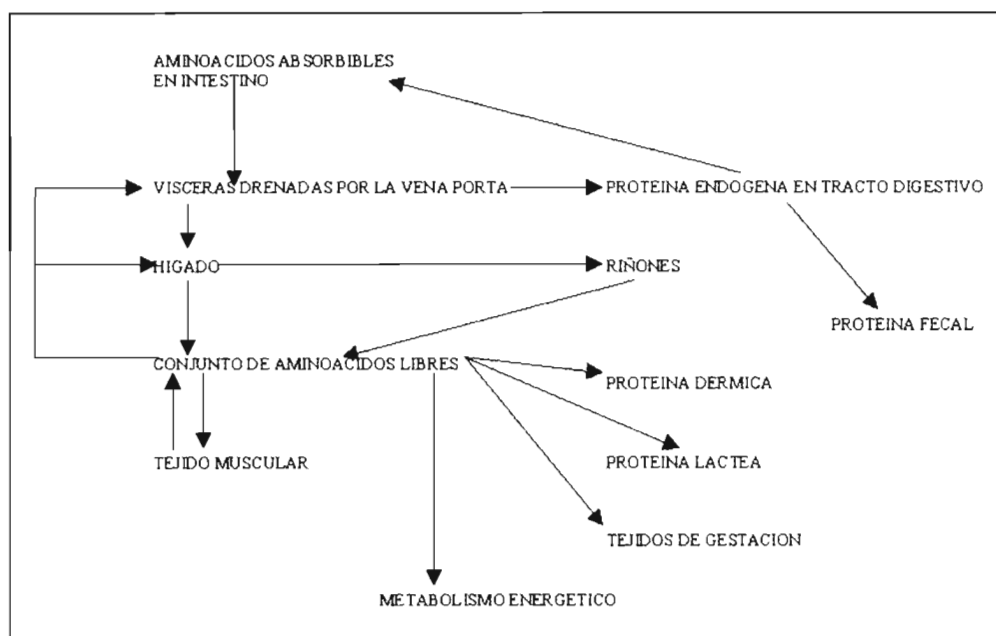 AMINOACIDOS ABSORBIBLES
EN INTESTINO
VISCERAS DRENADAS POR LA VENA PORTA
PROTEINA ENDOGENA EN TRACTO DIGESTIVO
HIGADO
RIÑONES
PROTEINA FECAL
CONJUNTO DE AMINOACIDOS LIBRES
PROTEINA DERMICA
TEJIDO MUSCULAR
PROTEINA LACTEA
TEJIDOS DE GESTACION
METABOLISMO ENERGETICO